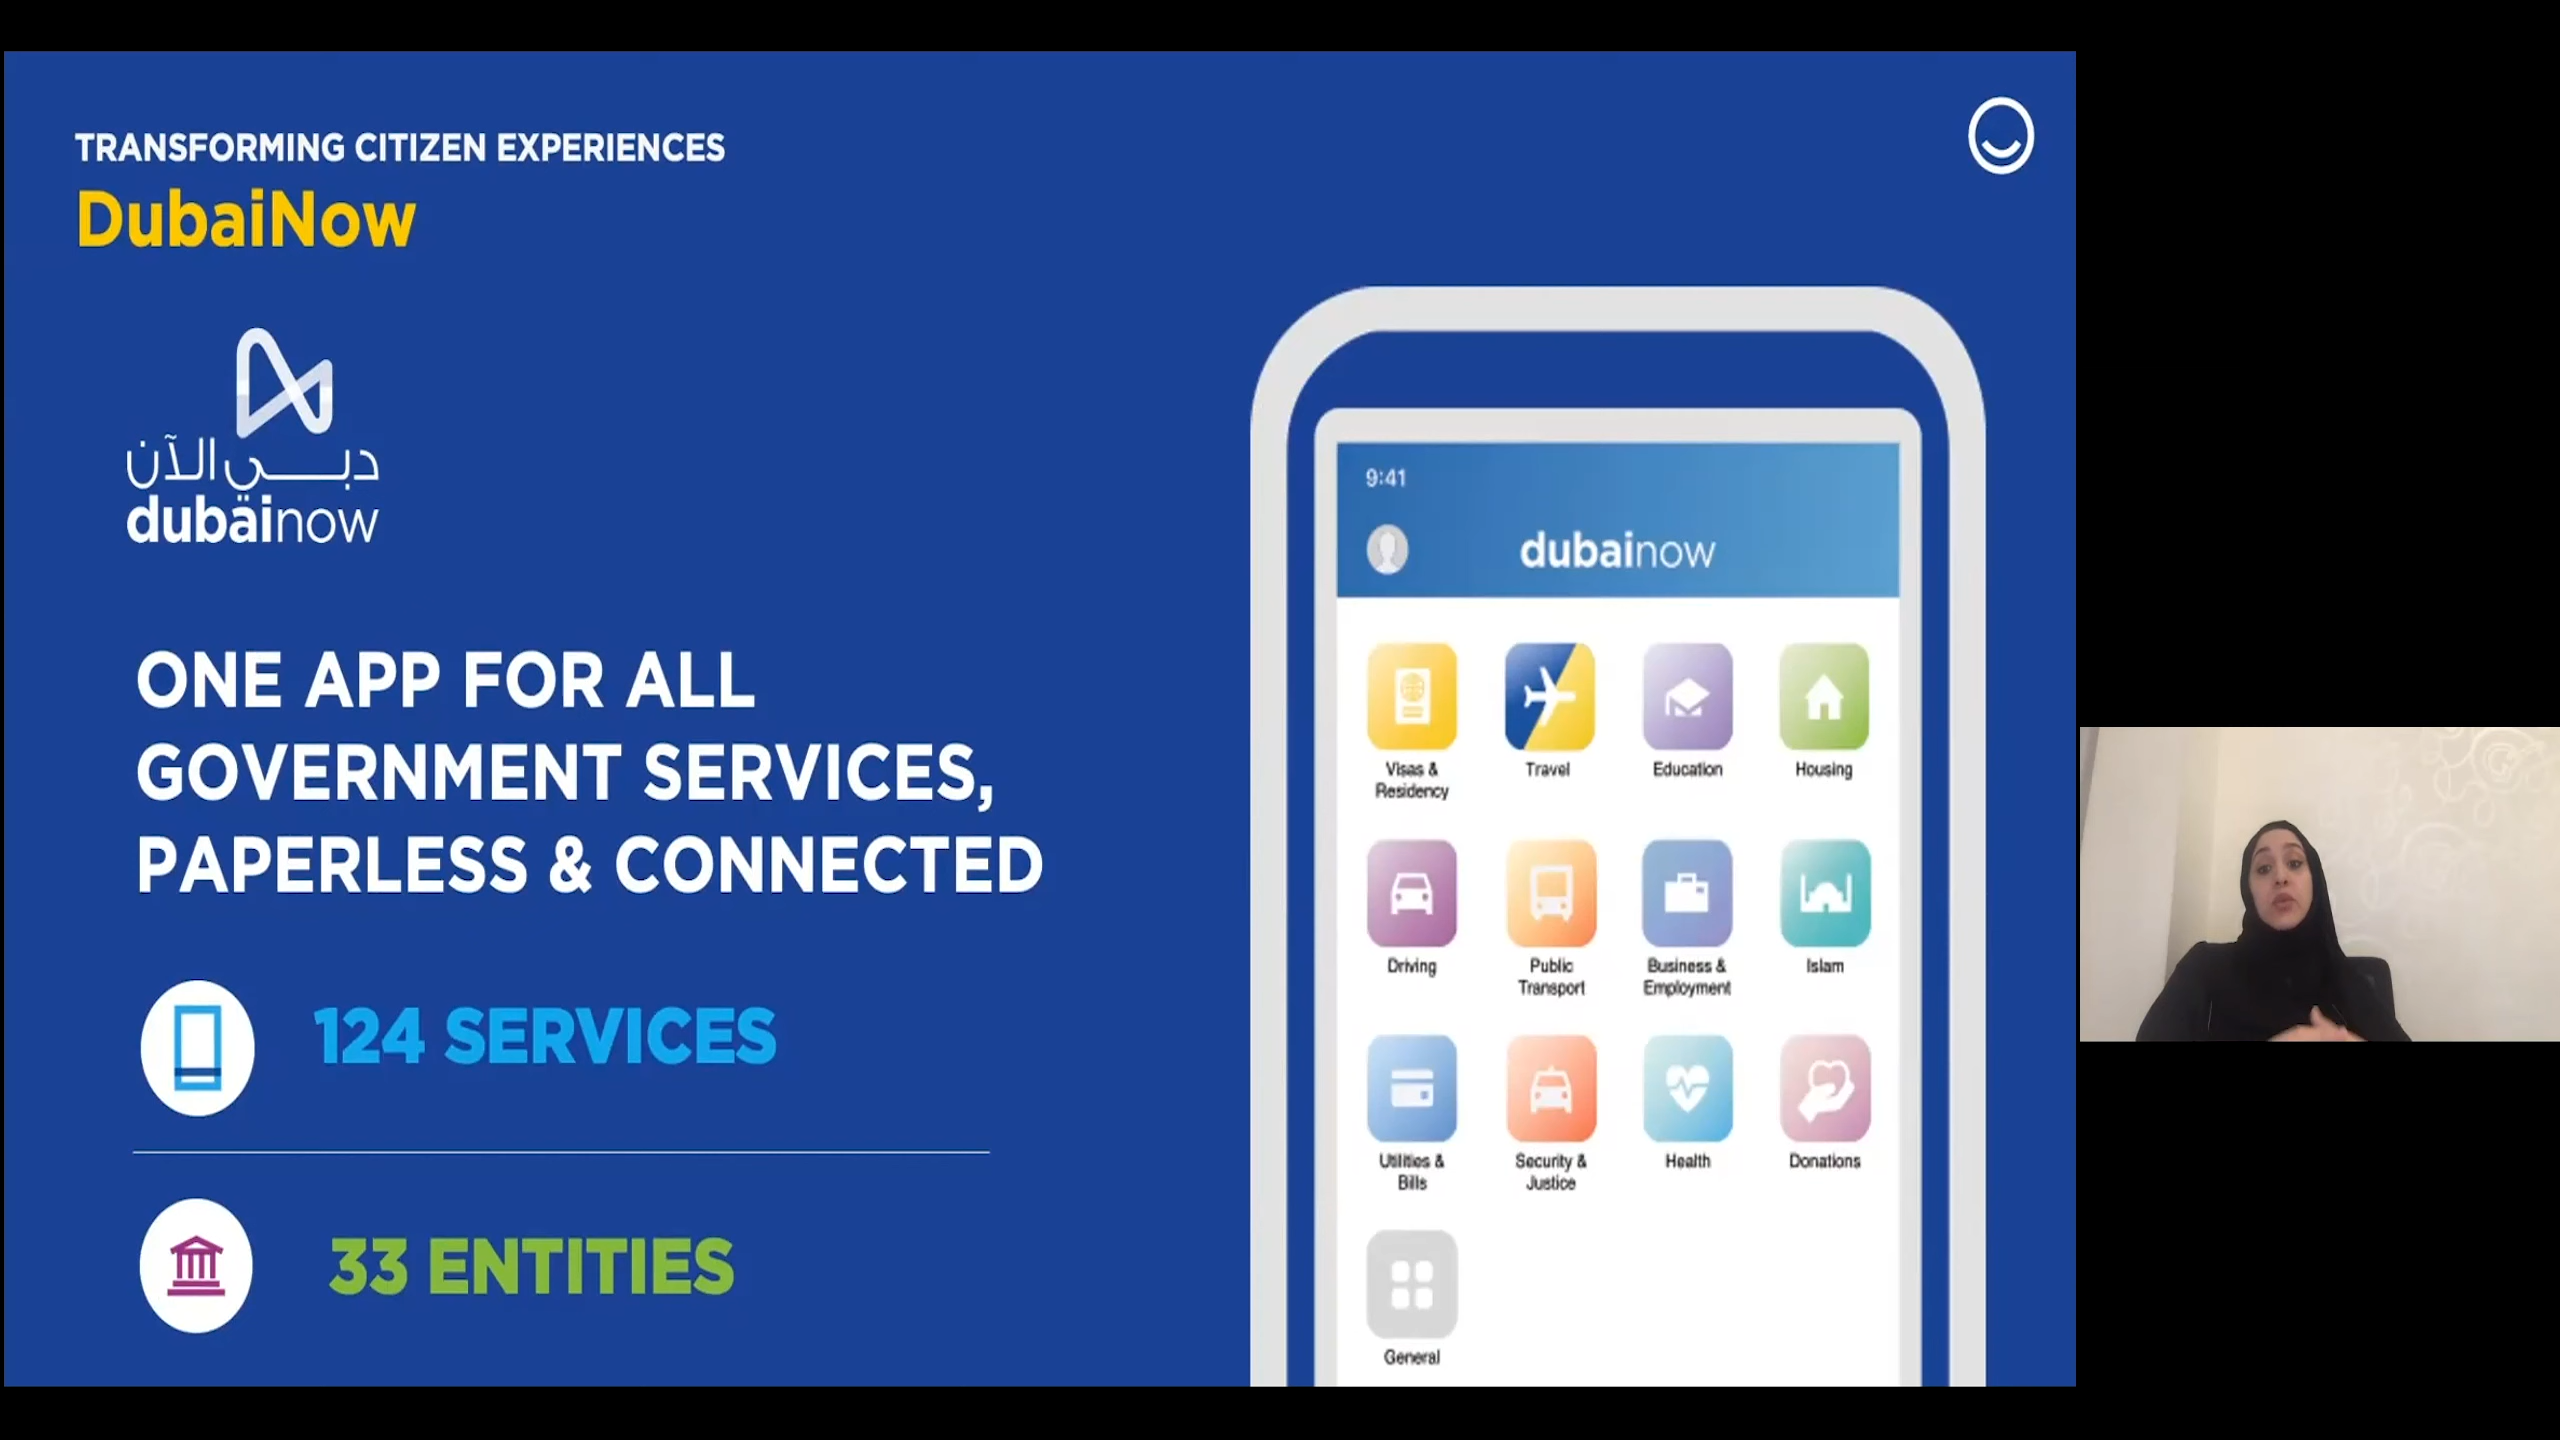 TRANSFORMING CITIZEN EXPERIENCES
DubaiNow
دبي الآن
dubainow
ONE APP FOR ALL
GOVERNMENT SERVICES,
PAPERLESS & CONNECTED
124 SERVICES
33 ENTITIES
9:41
dubainow
Visas &
Residency
Travel
Education
Housing
Driving
Public
Transport
Business &
Employment
Islam
Utilities &
Bills
Security &
Justice
Health
Donations
General